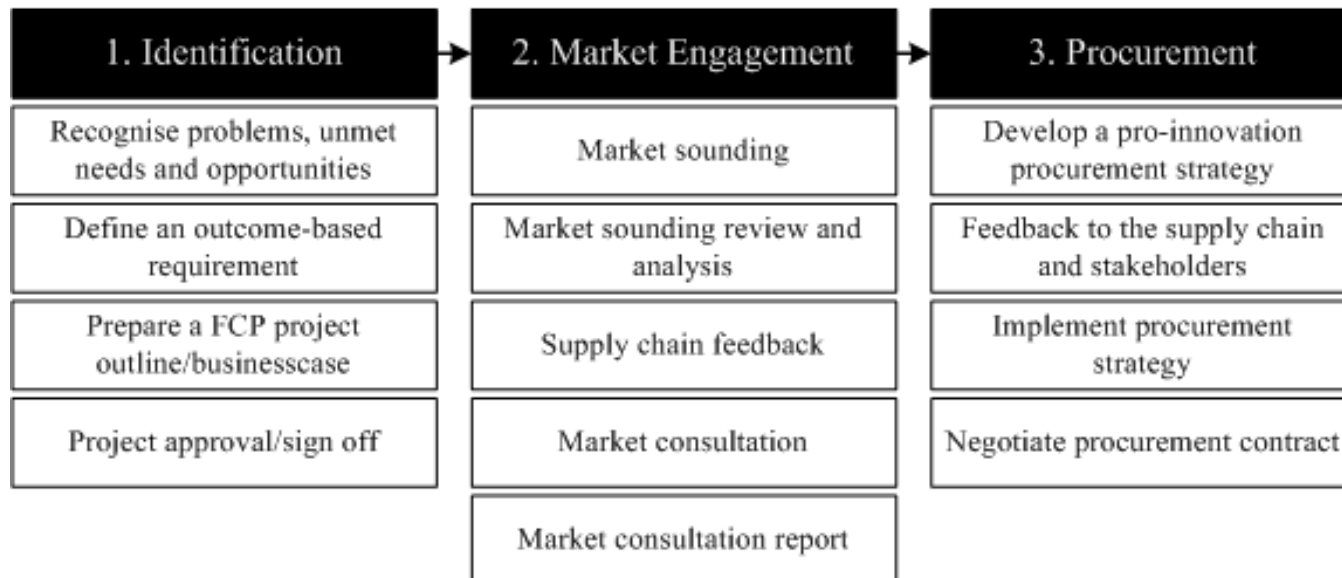 1. Identification
Recognise problems, unmet
needs and opportunities
Define an outcome-based
requirement
Prepare a FCP project
outline/businesscase
Project approval/sign off
2. Market Engagement
Market sounding
Market sounding review and
analysis
Supply chain feedback
Market consultation
Market consultation report
3. Procurement
Develop a pro-innovation
procurement strategy
Feedback to the supply chain
and stakeholders
Implement procurement
strategy
Negotiate procurement contract